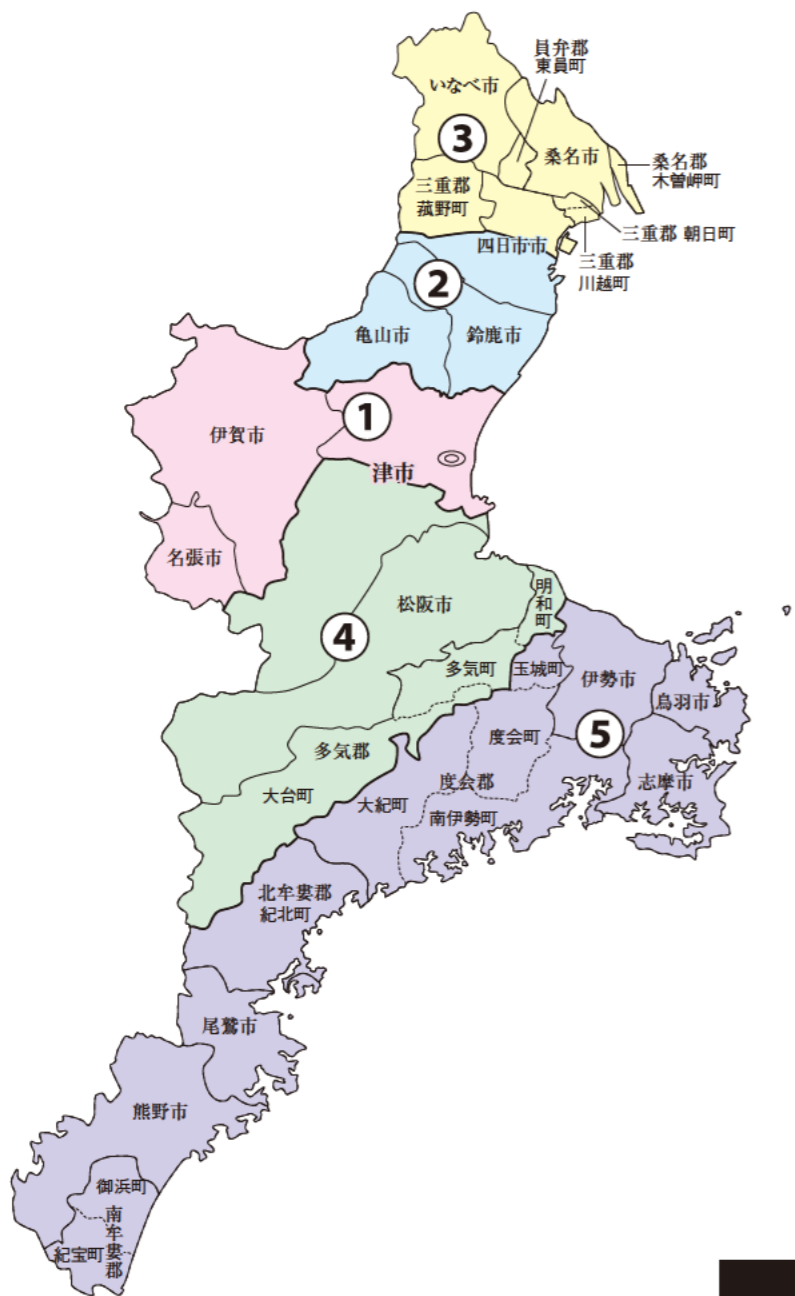 員弁郡
東員町
いなべ市
③
桑名市
桑名郡
木曽岬町
三重郡
菰野町
三重郡 朝日町
四日市市
三重郡
川越町
②
亀山市
鈴鹿市
①
伊賀市
津市
名張市
明
和
町
松阪市
④
多気町
玉城町
伊勢市
鳥羽市
⑤
度会町
多気郡
度会郡
志摩市
大台町
大紀町
南伊勢町
北牟婁郡
紀北町
尾鷲市
熊野市
御浜町
南
牟
婁
郡
紀宝町